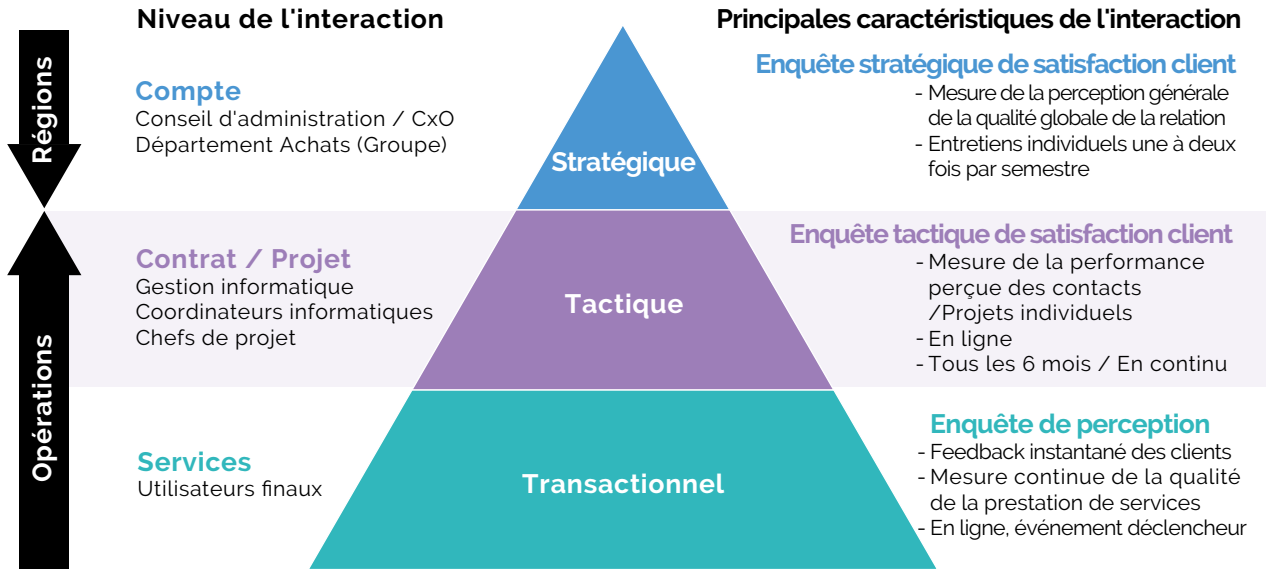 Niveau de l'interaction
Principales caractéristiques de l'interaction
Régions
Compte
Conseil d'administration / CxO
Département Achats (Groupe)
Stratégique
Enquête stratégique de satisfaction client
- Mesure de la perception générale
de la qualité globale de la relation
- Entretiens individuels une à deux
fois par semestre
Opérations
Contrat / Projet
Gestion informatique
Coordinateurs informatiques
Chefs de projet
Tactique
Enquête tactique de satisfaction client
- Mesure de la performance
perçue des contacts
/Projets individuels
- En ligne
- Tous les 6 mois / En continu
Services
Utilisateurs finaux
Transactionnel
Enquête de perception
- Feedback instantané des clients
- Mesure continue de la qualité
de la prestation de services
- En ligne, événement déclencheur